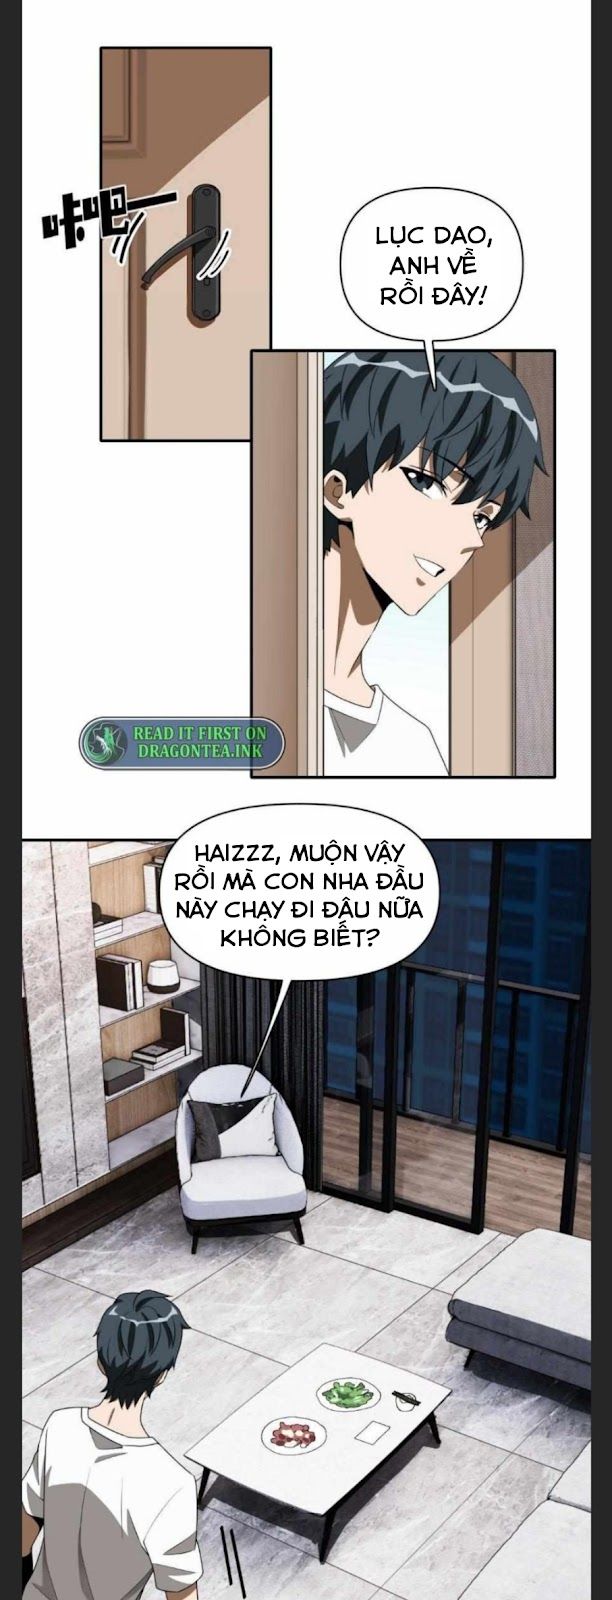 咔吧一
LỤC DAO,
ANH VỀ
RỒI ĐÂY!
READ IT FIRST ON
DRAGONTEA.INK
HAIZZZ, MUỘN VẬY
RỒI MÀ CON NHA ĐẦU
NÀY CHẠY ĐI ĐÂU NỮA
KHÔNG BIẾT?